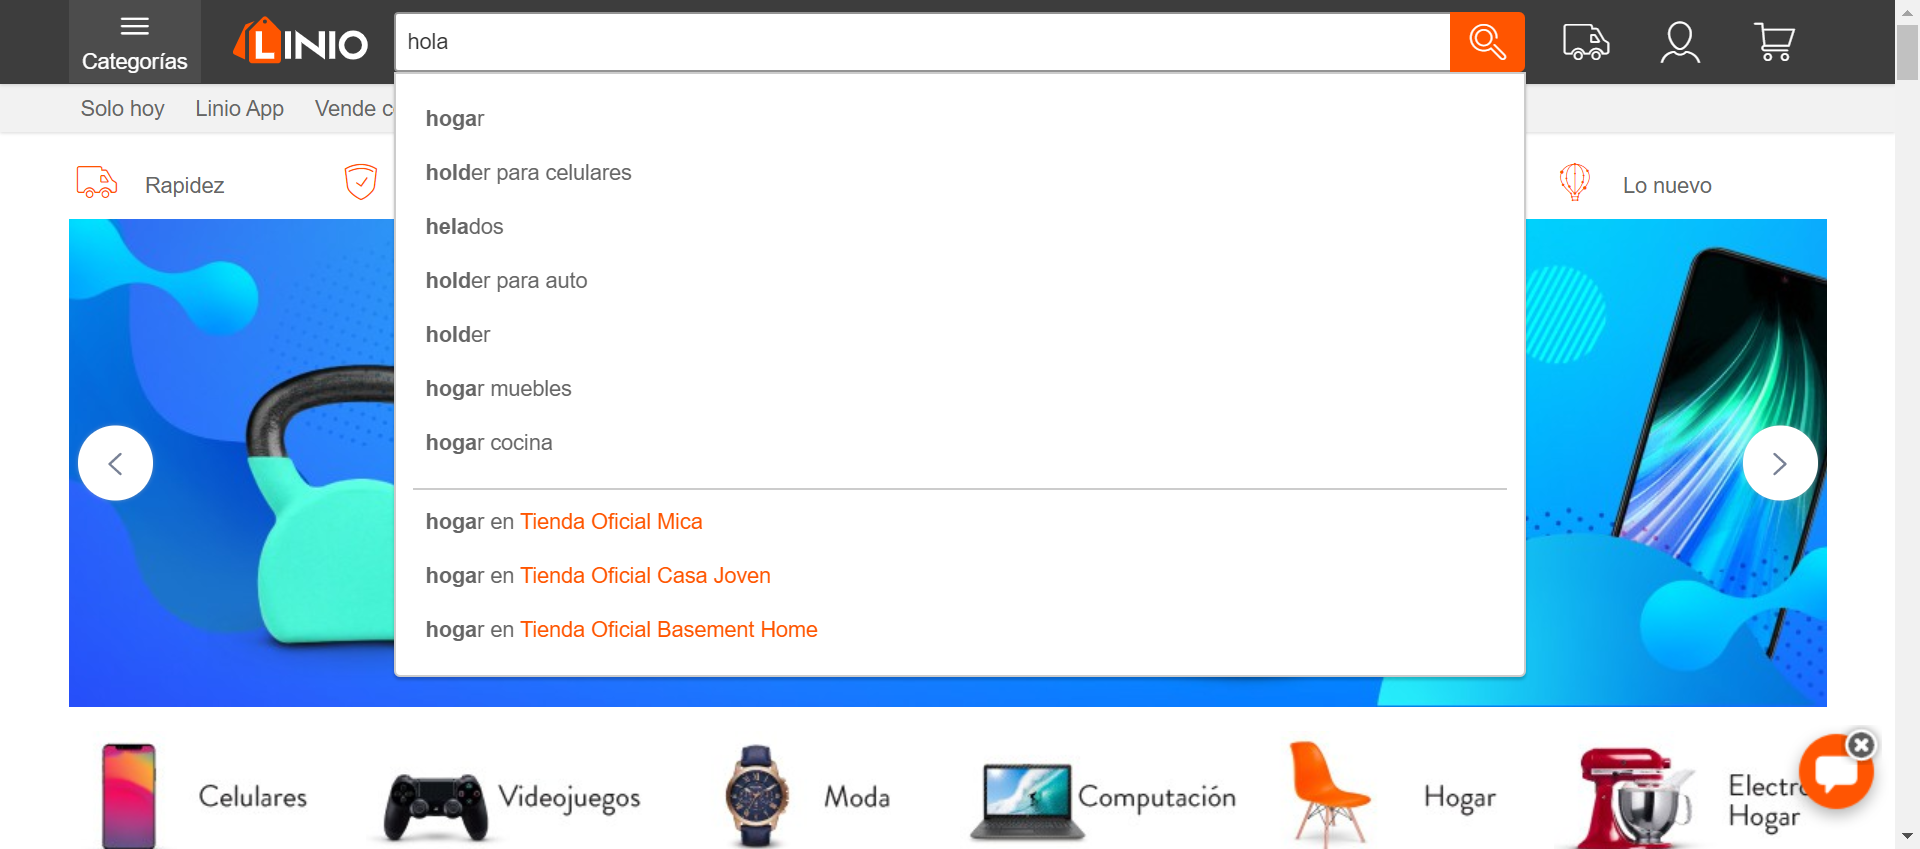 Categorías
LINIO
hola
Solo hoy
Linio App
Vende c
hogar
holder para celulares
helados
holder para auto
holder
hogar muebles
hogar cocina
hogar en Tienda Oficial Mica
hogar en Tienda Oficial Casa Joven
hogar en Tienda Oficial Basement Home
Rapidez
Lo nuevo
Celulares
Videojuegos
Moda
Computación
Hogar
Electro
Hogar